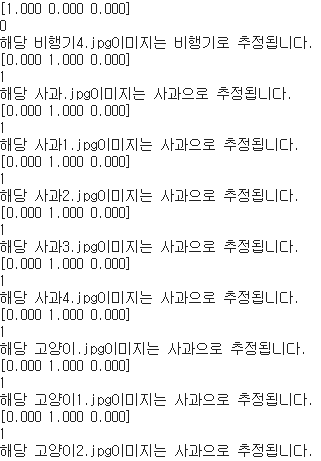 [1.000 0.000 0.000]
0
해당 비행기4.jpg이미지는 비행기로 추정됩니다.
[0.000 1.000 0.000]
1
해당 사과.jpg이미지는 사과으로 추정됩니다.
[0.000 1.000 0.000]
1
해당 사과1.jpg이미지는 사과으로 추정됩니다.
[0.000 1.000 0.000]
1
해당 사과2.jpg이미지는 사과으로 추정됩니다.
[0.000 1.000 0.000]
1
해당 사과3.jpg이미지는 사과으로 추정됩니다.
[0.000 1.000 0.000]
1
해당 사과4.jpg이미지는 사과으로 추정됩니다.
[0.000 1.000 0.000]
1
해당 고양이.jpg이미지는 사과으로 추정됩니다.
[0.000 1.000 0.000]
1
해당 고양이1.jpg이미지는 사과으로 추정됩니다.
[0.000 1.000 0.000]
1
해당 고양이2.jpg이미지는 사과으로 추정됩니다.